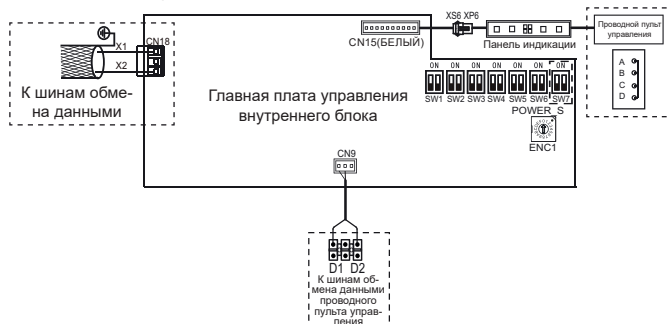 X1
X2
CN18
К шинам обме-
на данными
Главная плата управления
внутреннего блока
CN15(БЕЛЫЙ)
XS6 XP6
Панель индикации
Проводной пульт
управления
A
B
C
D
ON ON ON ON ON ON ON
SW1 SW2 SW3 SW4 SW5 SW6 SW7
POWER_S
ENC1
CN9
D1 D2
К шинам об-
мена данными
проводного
пульта управ-
ления